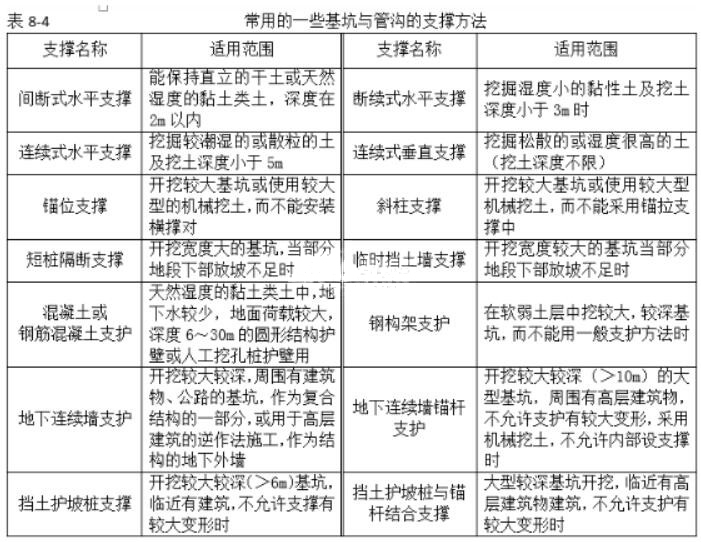 表 8-4 常用的一些基坑与管沟的支撑方法
支撑名称 适用范围 支撑名称 适用范围
间断式水平支撑
能保持直立的干土或天然
湿度的黏土类土，深度在
2m 以内
断续式水平支撑
挖掘湿度小的黏性土及挖土
深度小于 3m 时
连续式水平支撑
挖掘较潮湿的或散粒的土
及挖土深度小于 5m
连续式垂直支撑
挖掘松散的或湿度很高的土
（挖土深度不限）
锚位支撑
开挖较大基坑或使用较大
型的机械挖土，而不能安装
横撑对
斜柱支撑
开挖较大基坑或使用较大型
机械挖土，而不能采用锚拉支
撑中
短桩隔断支撑
开挖宽度大的基坑，当部分
地段下部放坡不足时
临时挡土墙支撑
开挖宽度较大的基坑当部分
地段下部放坡不足时
混凝土或
钢筋混凝土支护
天然湿度的黏土类土中，地
下水较少，地面荷载较大，
深度 6～30m 的圆形结构护
壁或人工挖孔桩护壁用
钢构架支护
在软弱土层中挖较大，较深基
坑，而不能用一般支护方法时
地下连续墙支护
开挖较大较深，周围有建筑
物、公路的基坑，作为复合
结构的一部分，或用于高层
建筑的逆作法施工，作为结
构的地下外墙
地下连续墙锚杆
支护
开挖较大较深（＞10m）的大
型基坑，周围有高层建筑物，
不允许支护有较大变形，采用
机械挖土，不允许内部设支撑
时
挡土护坡桩支撑
开挖较大较深(＞6m)基坑，
临近有建筑，不允许支撑有
较大变形时
挡土护坡桩与锚
杆结合支撑
大型较深基坑开挖，临近有高
层建筑物建筑，不允许支护有
较大变形时